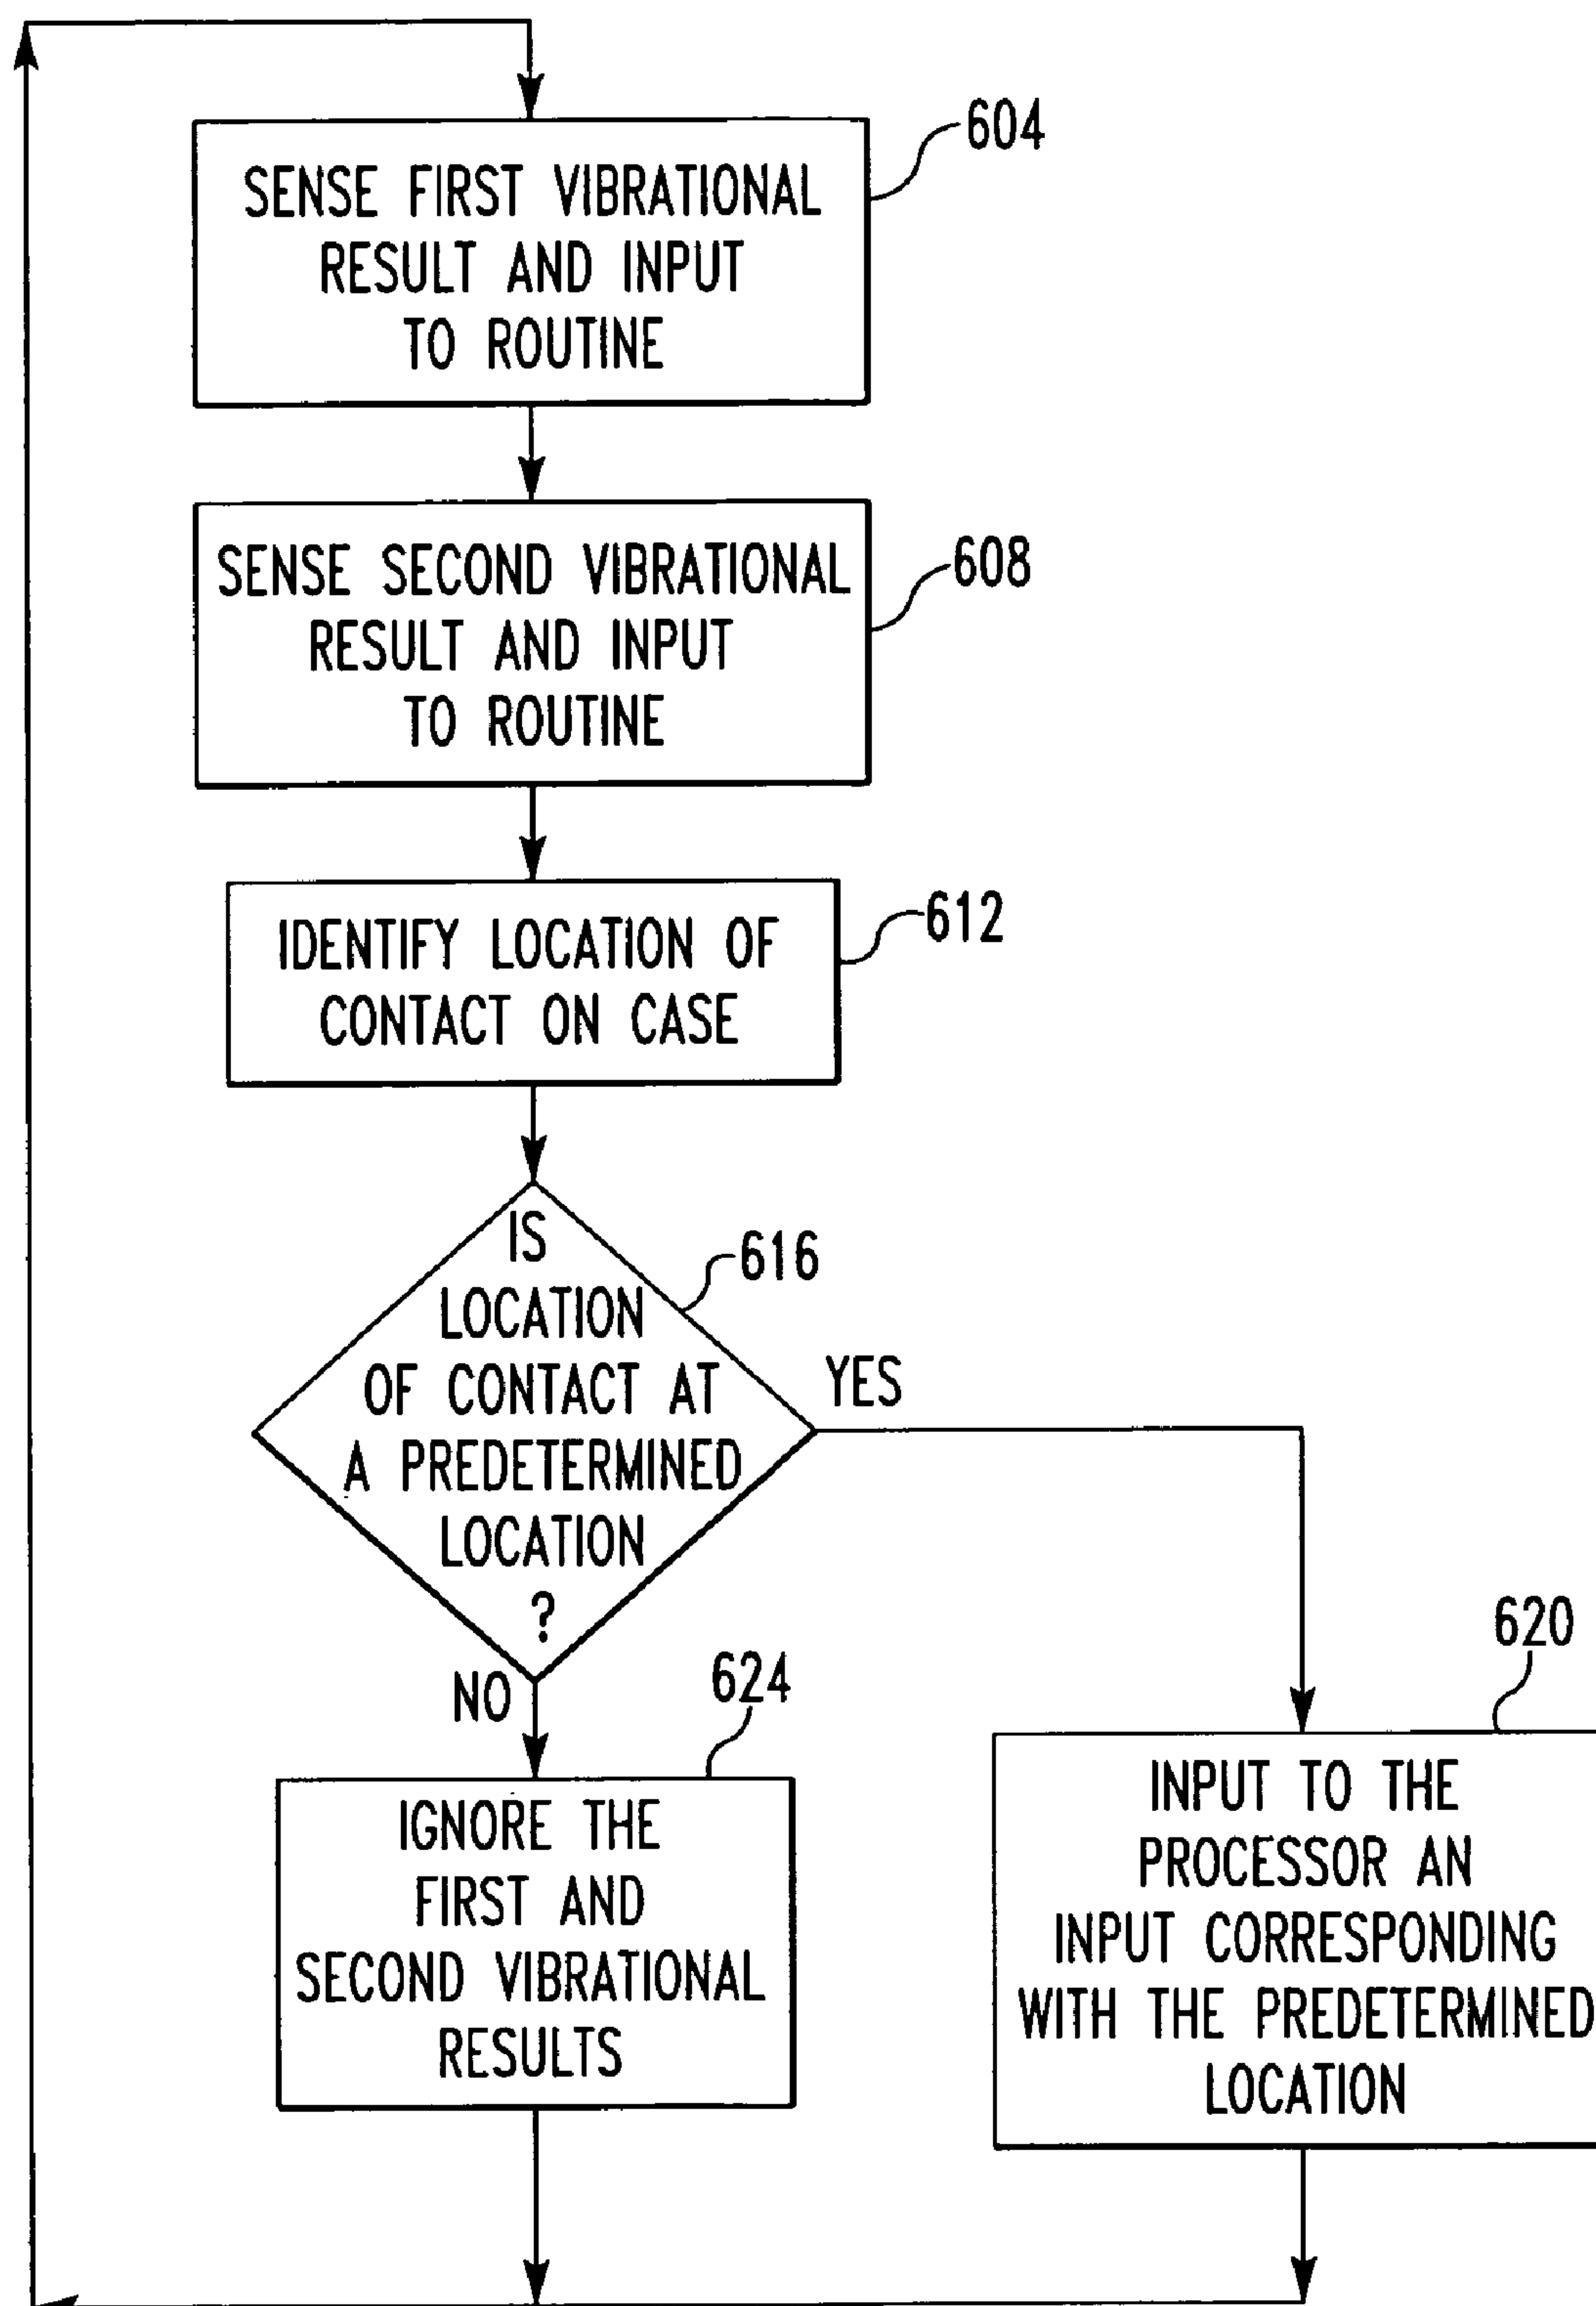 SENSE FIRST VIBRATIONAL
RESULT AND INPUT
TO ROUTINE
604
SENSE SECOND VIBRATIONAL
RESULT AND INPUT
TO ROUTINE
608
IDENTIFY LOCATION OF
CONTACT ON CASE
612
IS
LOCATION
OF CONTACT AT
A PREDETERMINED
LOCATION
?
616
YES
NO
624
IGNORE THE
FIRST AND
SECOND VIBRATIONAL
RESULTS
620
INPUT TO THE
PROCESSOR AN
INPUT CORRESPONDING
WITH THE PREDETERMINED
LOCATION